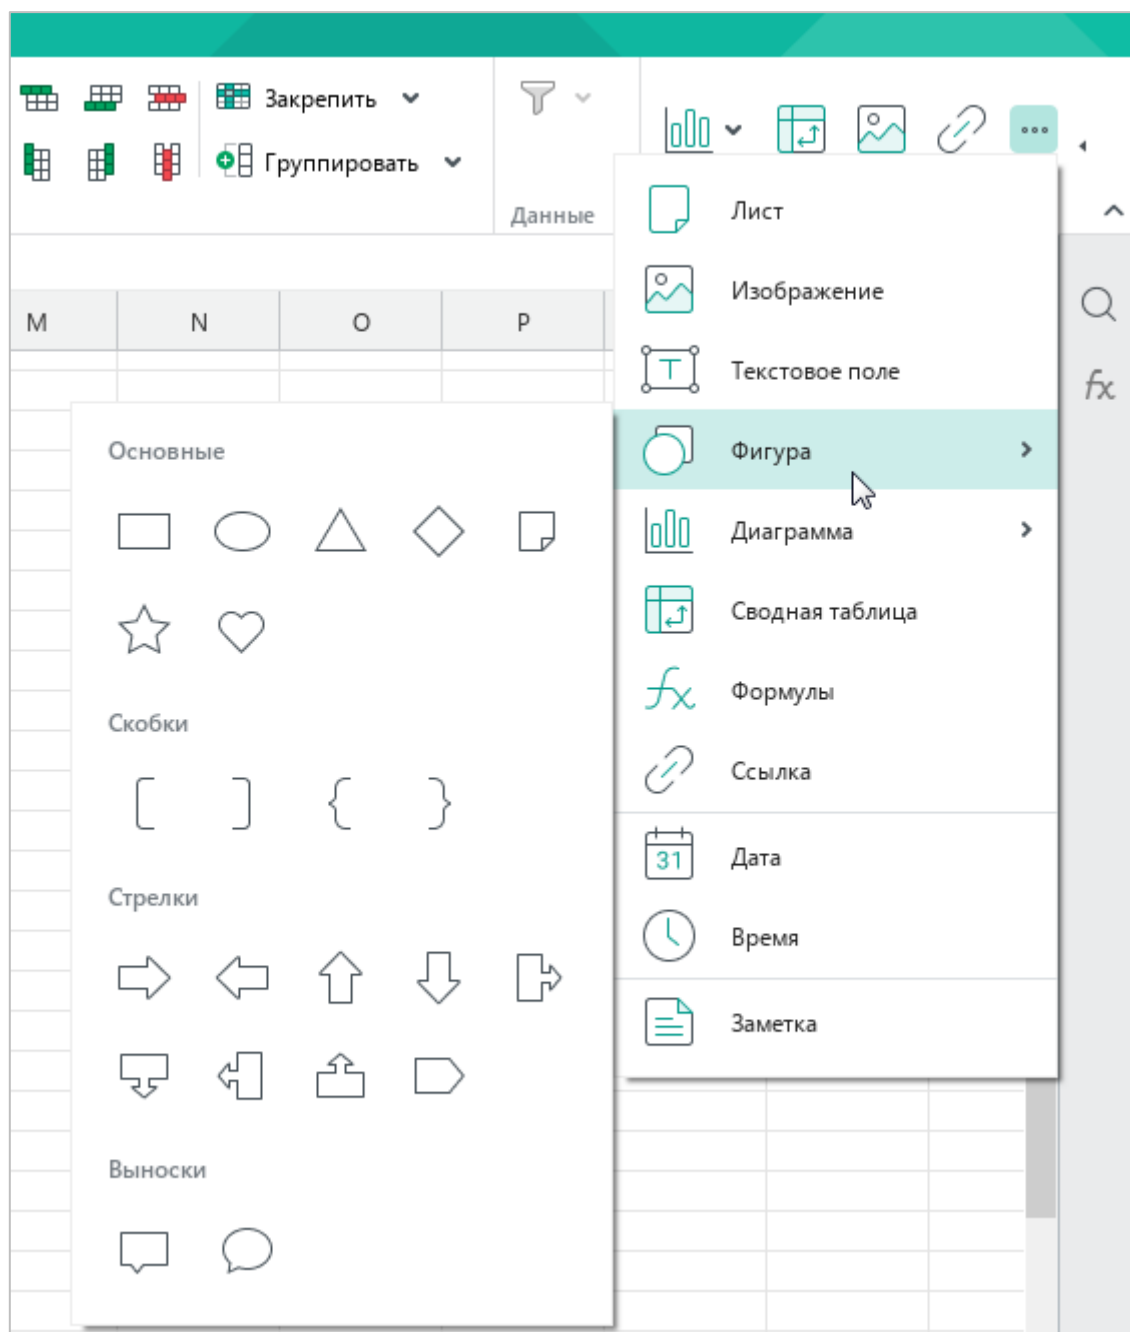 Закрепить
Группировать
Данные
M N O P
fx
Лист
Изображение
T Текстовое поле
Фигура
Диаграмма
Сводная таблица
fx Формулы
Ссылка
31 Дата
Время
Заметка
Основные
Скобки
[ ] { }
Стрелки
Выноски